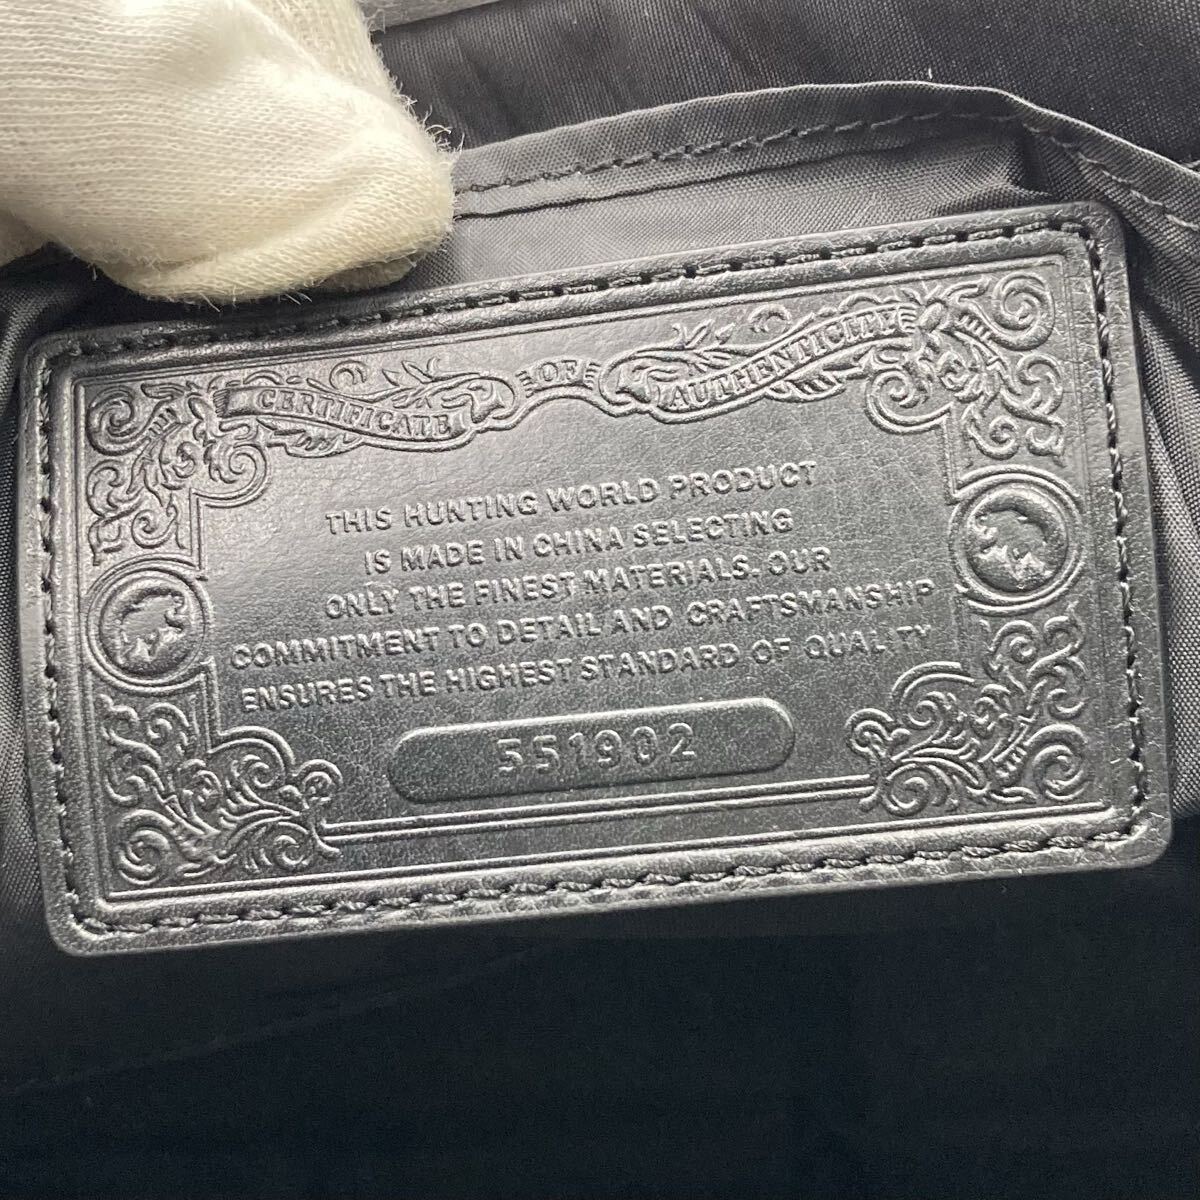 CERTIFICATE OF AUTHENTICITY
THIS HUNTING WORLD PRODUCT
IS MADE IN CHINA SELECTING
ONLY THE FINEST MATERIALS. OUR
COMMITMENT TO DETAIL AND CRAFTSMANSHIP
ENSURES THE HIGHEST STANDARD OF QUALITY
551902